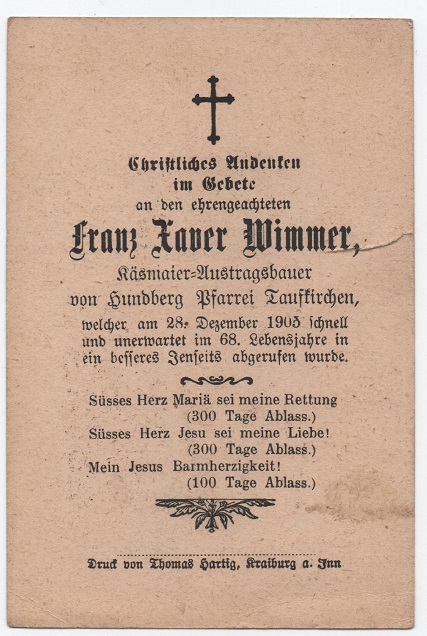 Christliches Andenken
im Gebete
an den ehrengeachteten
Franz Xaver Wimmer,
Käsmaier-Austragsbauer
von Hundberg Pfarrei Taufkirchen,
welcher am 28. Dezember 1905 schnell
und unerwartet im 68. Lebensjahre in
ein besseres Jenseits abgerufen wurde.
Süsses Herz Mariä sei meine Rettung
(300 Tage Ablass.)
Süsses Herz Jesu sei meine Liebe!
(300 Tage Ablass.)
Mein Jesus Barmherzigkeit!
(100 Tage Ablass.)
Druck von Thomas Hartig, Kraiburg a. Inn